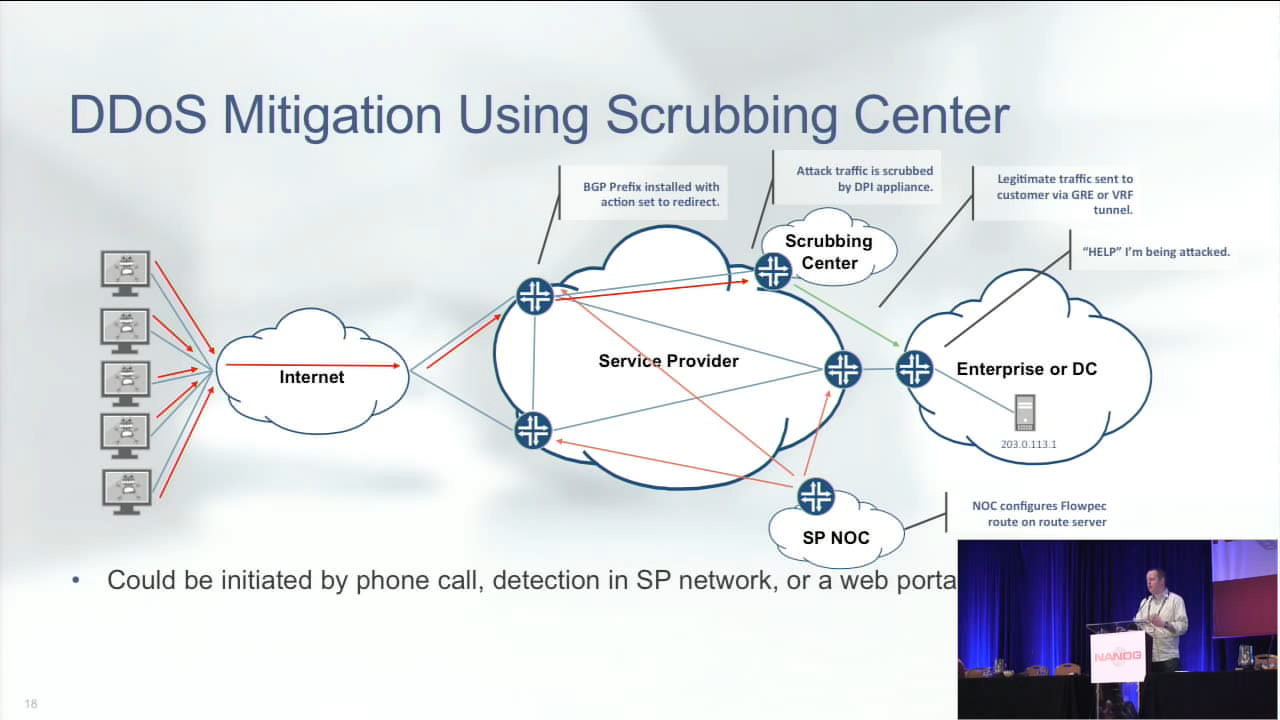 DDoS Mitigation Using Scrubbing Center
BGP Prefix installed with
action set to redirect.
Attack traffic is scrubbed
by DPI appliance.
Legitimate traffic sent to
customer via GRE or VRF
tunnel.
“HELP” I’m being attacked.
Scrubbing
Center
Internet
Service Provider
Enterprise or DC
203.0.113.1
SP NOC
NOC configures Flowpec
route on route server
• Could be initiated by phone call, detection in SP network, or a web porta
NANOG
18